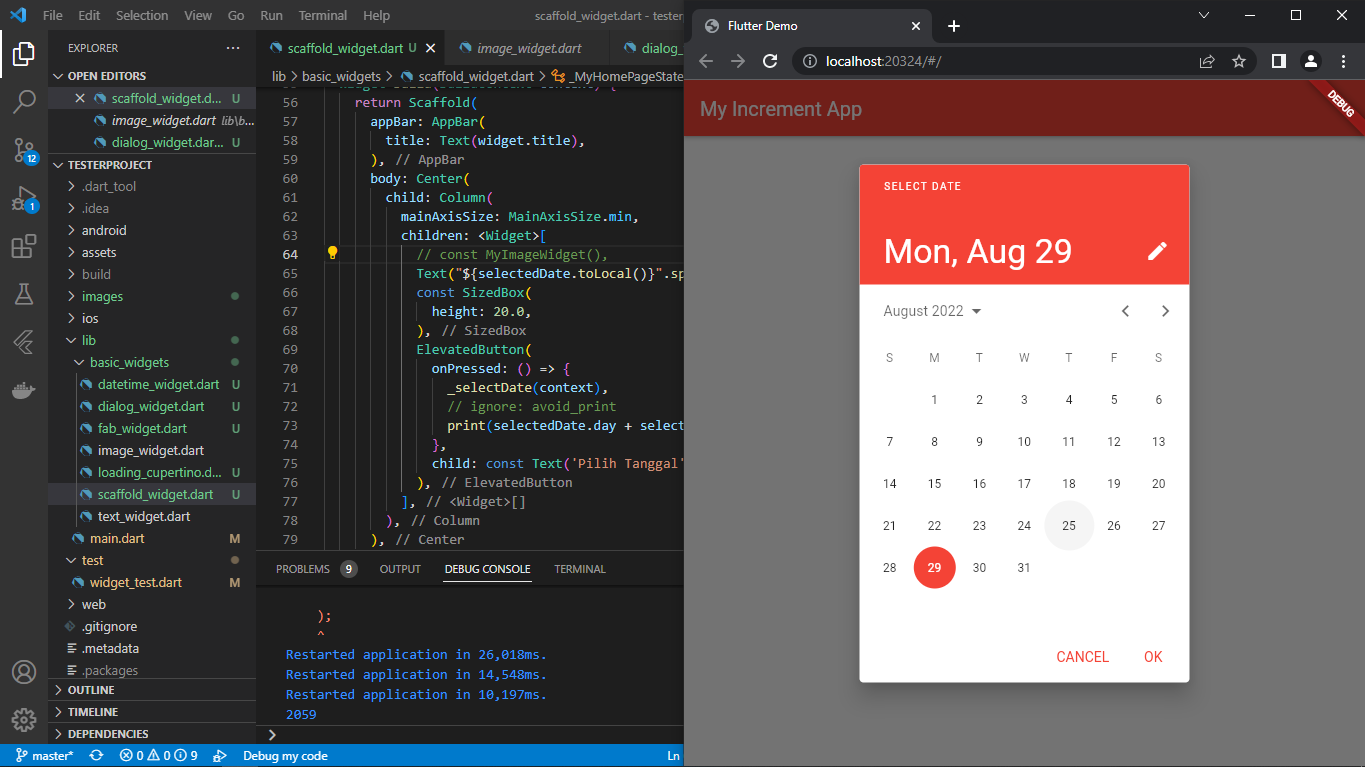 File Edit Selection View Go Run Terminal Help scaffold_widget.dart - tester
EXPLORER
OPEN EDITORS
scaffold_widget.d... U
image_widget.dart lib\b...
dialog_widget.dar... U
TESTERPROJECT
.dart_tool
.idea
android
assets
build
images
ios
lib
basic_widgets
datetime_widget.dart U
dialog_widget.dart U
fab_widget.dart U
image_widget.dart
loading_cupertino.d... U
scaffold_widget.dart U
text_widget.dart
main.dart M
test
widget_test.dart M
web
.gitignore
.metadata
.packages
OUTLINE
TIMELINE
DEPENDENCIES
12
1
scaffold_widget.dart U image_widget.dart dialog_
lib > basic_widgets > scaffold_widget.dart > _MyHomePageState
56 return Scaffold(
57 appBar: AppBar(
58 title: Text(widget.title),
59 ), // AppBar
60 body: Center(
61 child: Column(
62 mainAxisSize: MainAxisSize.min,
63 children: <Widget>[
64 // const MyImageWidget(),
65 Text("${selectedDate.toLocal()}".sp
66 const SizedBox(
67 height: 20.0,
68 ), // SizedBox
69 ElevatedButton(
70 onPressed: () => {
71 _selectDate(context),
72 // ignore: avoid_print
73 print(selectedDate.day + select
74 },
75 child: const Text('Pilih Tanggal'
76 ), // ElevatedButton
77 ], // <Widget>[]
78 ), // Column
79 ), // Center
PROBLEMS 9 OUTPUT DEBUG CONSOLE TERMINAL
);
^
Restarted application in 26,018ms.
Restarted application in 14,548ms.
Restarted application in 10,197ms.
2059
>
master* 0 0 9 Debug my code Ln
Flutter Demo
localhost:20324/#/
My Increment App
DEBUG
SELECT DATE
Mon, Aug 29
August 2022
S M T W T F S
1 2 3 4 5 6
7 8 9 10 11 12 13
14 15 16 17 18 19 20
21 22 23 24 25 26 27
28 29 30 31
CANCEL OK